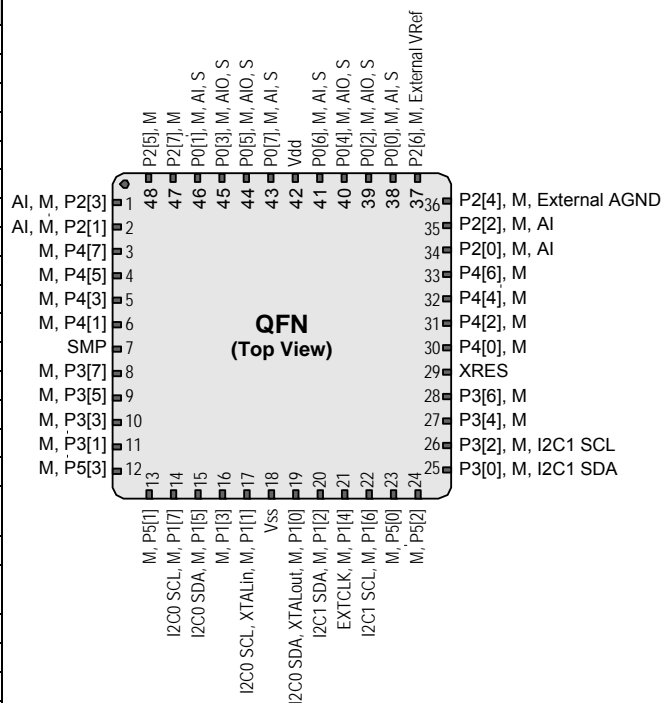 P2[5], M
P2[7], M
P0[1], M, AI, S
P0[3], M, AIO, S
P0[5], M, AIO, S
P0[7], M, AI, S
Vdd
P0[6], M, AI, S
P0[4], M, AIO, S
P0[2], M, AIO, S
P0[0], M, AI, S
P2[6], M, External VRef
48
47
46
45
44
43
42
41
40
39
38
37
AI, M, P2[3] 1
AI, M, P2[1] 2
M, P4[7] 3
M, P4[5] 4
M, P4[3] 5
M, P4[1] 6
SMP 7
M, P3[7] 8
M, P3[5] 9
M, P3[3] 10
M, P3[1] 11
M, P5[3] 12
QFN
(Top View)
36 P2[4], M, External AGND
35 P2[2], M, AI
34 P2[0], M, AI
33 P4[6], M
32 P4[4], M
31 P4[2], M
30 P4[0], M
29 XRES
28 P3[6], M
27 P3[4], M
26 P3[2], M, I2C1 SCL
25 P3[0], M, I2C1 SDA
13
14
15
16
17
18
19
20
21
22
23
24
M, P5[1]
I2C0 SCL, M, P1[7]
I2C0 SDA, M, P1[5]
M, P1[3]
I2C0 SCL, XTALin, M, P1[1]
Vss
I2C0 SDA, XTALout, M, P1[0]
I2C1 SDA, M, P1[2]
EXTCLK, M, P1[4]
I2C1 SCL, M, P1[6]
M, P5[0]
M, P5[2]